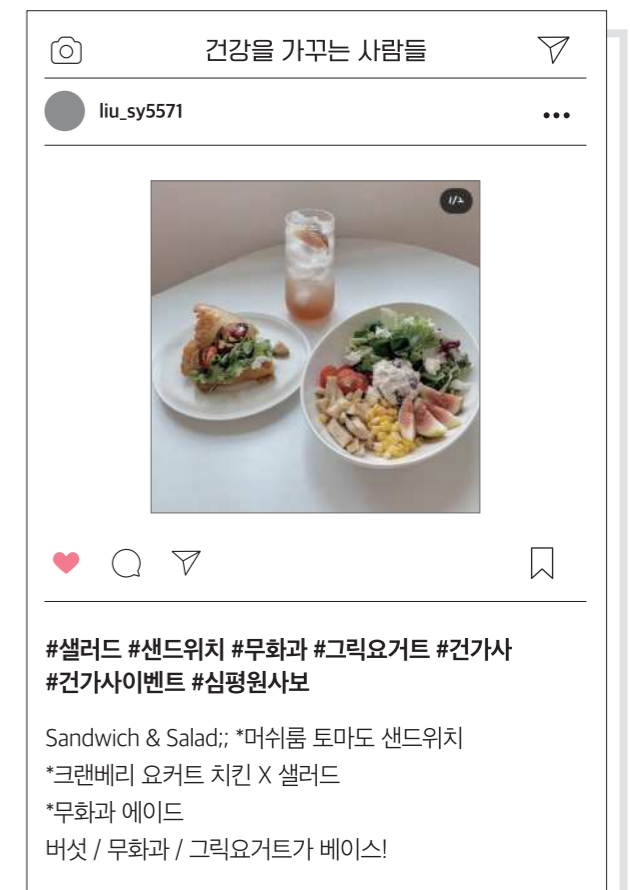 건강을 가꾸는 사람들
liu_sy5571
1/2
#샐러드 #샌드위치 #무화과 #그릭요거트 #건가사
#건가사이벤트 #심평원사보
Sandwich & Salad;; *머쉬룸 토마도 샌드위치
*크랜베리 요커트 치킨 X 샐러드
*무화과 에이드
버섯 / 무화과 / 그릭요거트가 베이스!